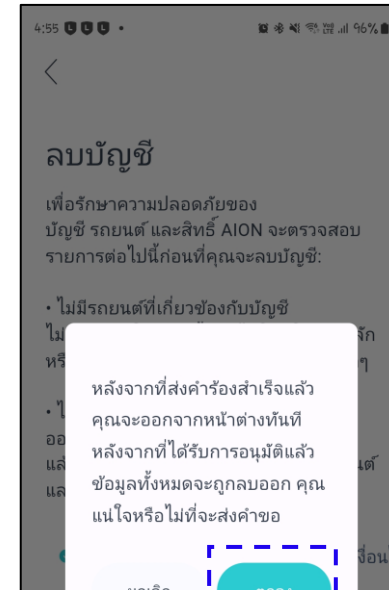 4:55
96%
ลบบัญชี
เพื่อรักษาความปลอดภัยของ
บัญชี รถยนต์ และสิทธิ์ AION จะตรวจสอบ
รายการต่อไปนี้ก่อนที่คุณจะลบบัญชี:
• ไม่มีรถยนต์ที่เกี่ยวข้องกับบัญชี
หลังจากที่ส่งคำร้องสำเร็จแล้ว
คุณจะออกจากหน้าต่างทันที
หลังจากที่ได้รับการอนุมัติแล้ว
ข้อมูลทั้งหมดจะถูกลบออก คุณ
แน่ใจหรือไม่ที่จะส่งคำขอ